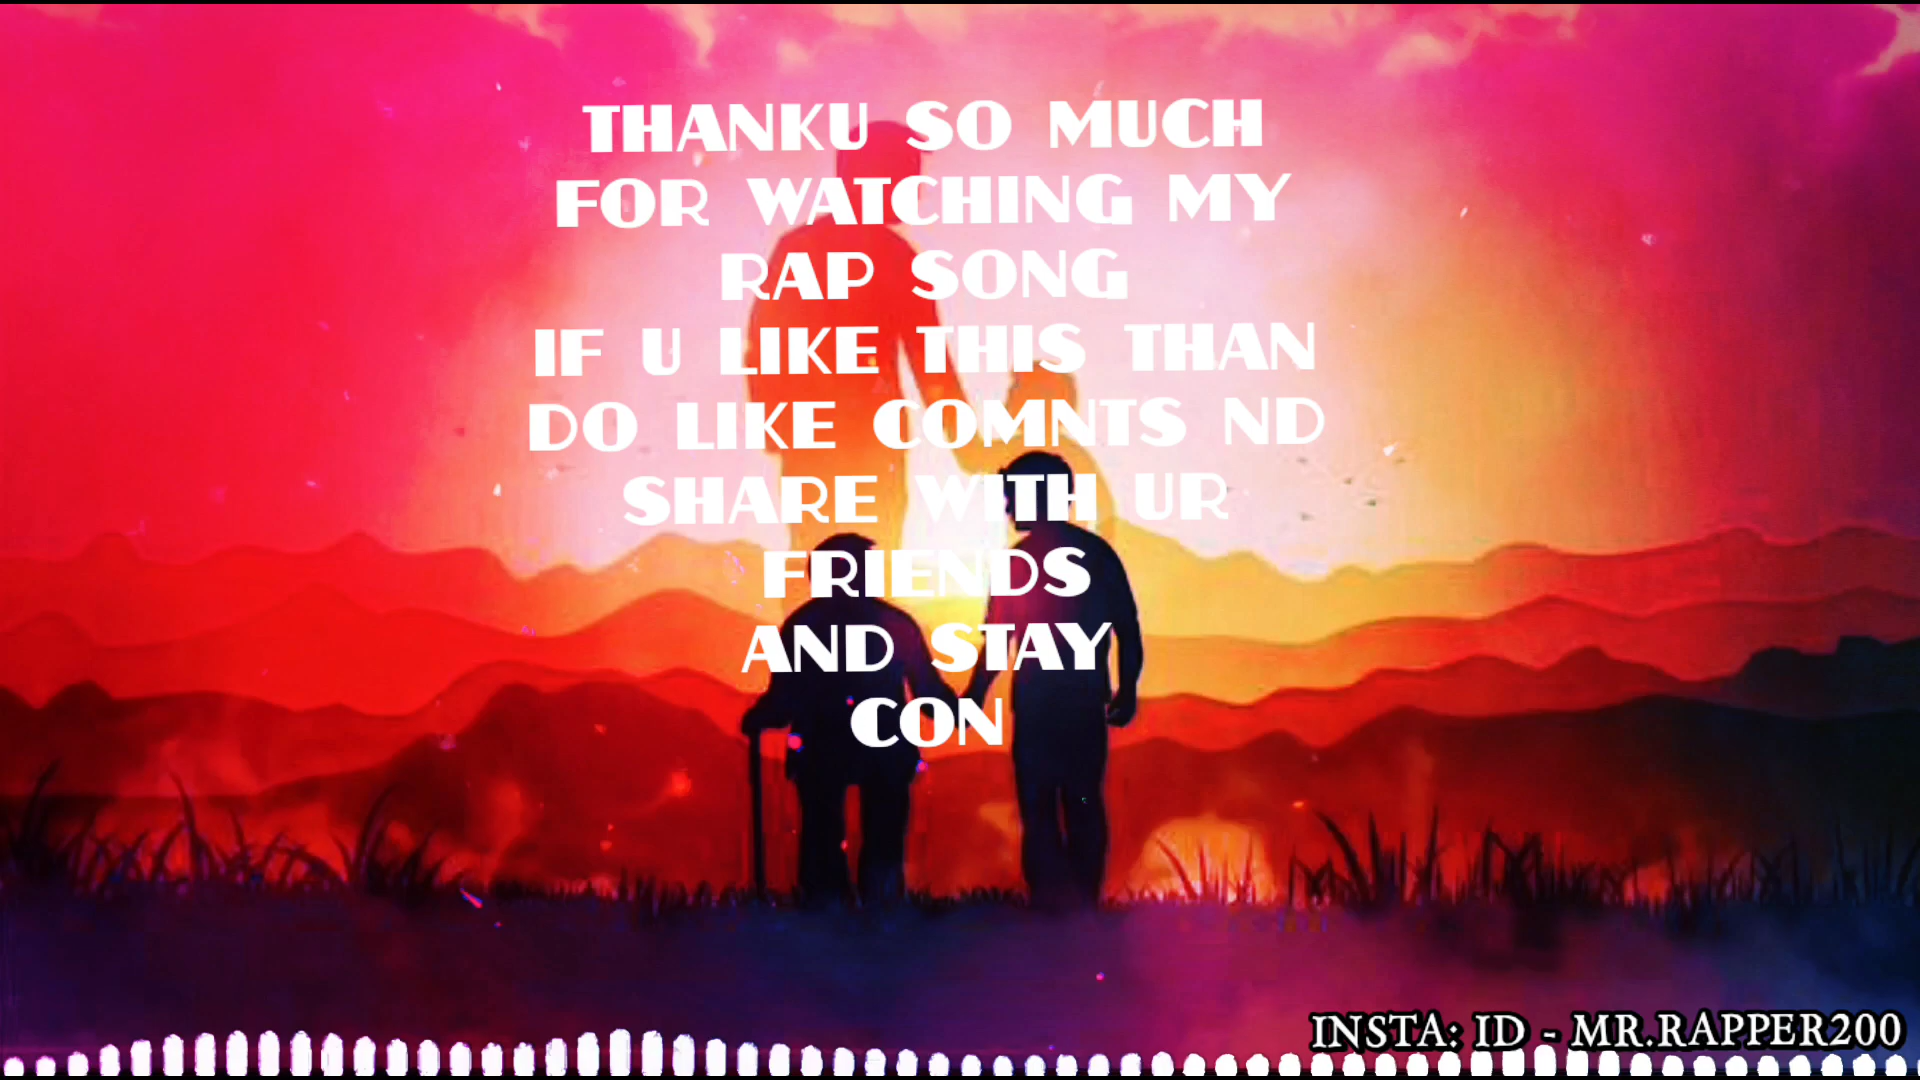 THANKU SO MUCH
FOR WATCHING MY
RAP SONG
IF U LIKE THIS THAN
DO LIKE COMNTS ND
SHARE WITH UR
FRIENDS
AND STAY
CON
INSTA: ID - MR.RAPPER200